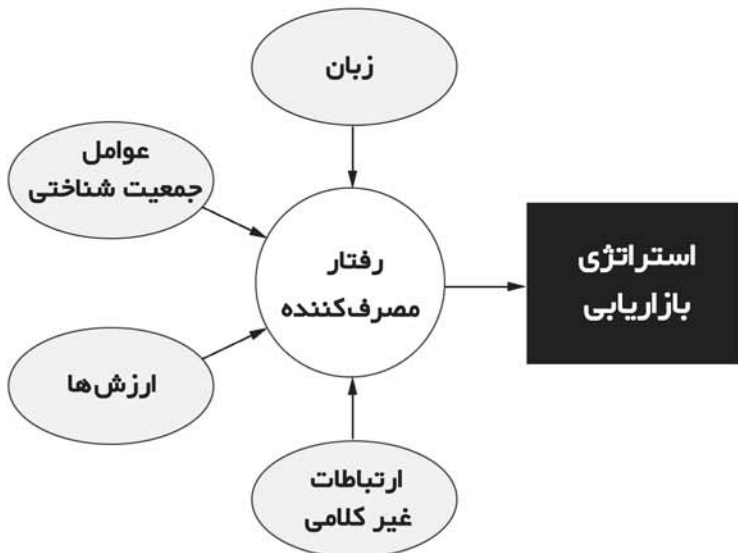 زبان
عوامل
جمعیت شناختی
رفتار
مصرف‌کننده
استراتژی
بازاریابی
ارزش‌ها
ارتباطات
غیر کلامی